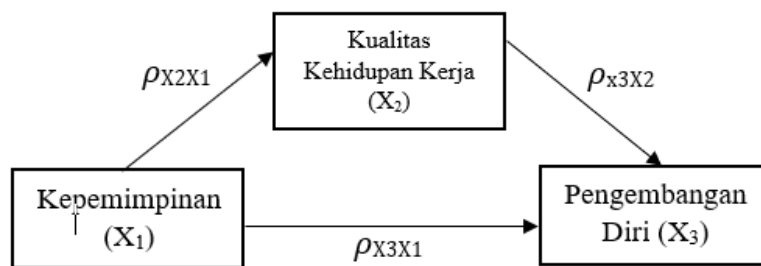 Kualitas
Kehidupan Kerja
(X₂)
ρX2X1
ρx3X2
Kepemimpinan
(X₁)
Pengembangan
Diri (X₃)
ρX3X1